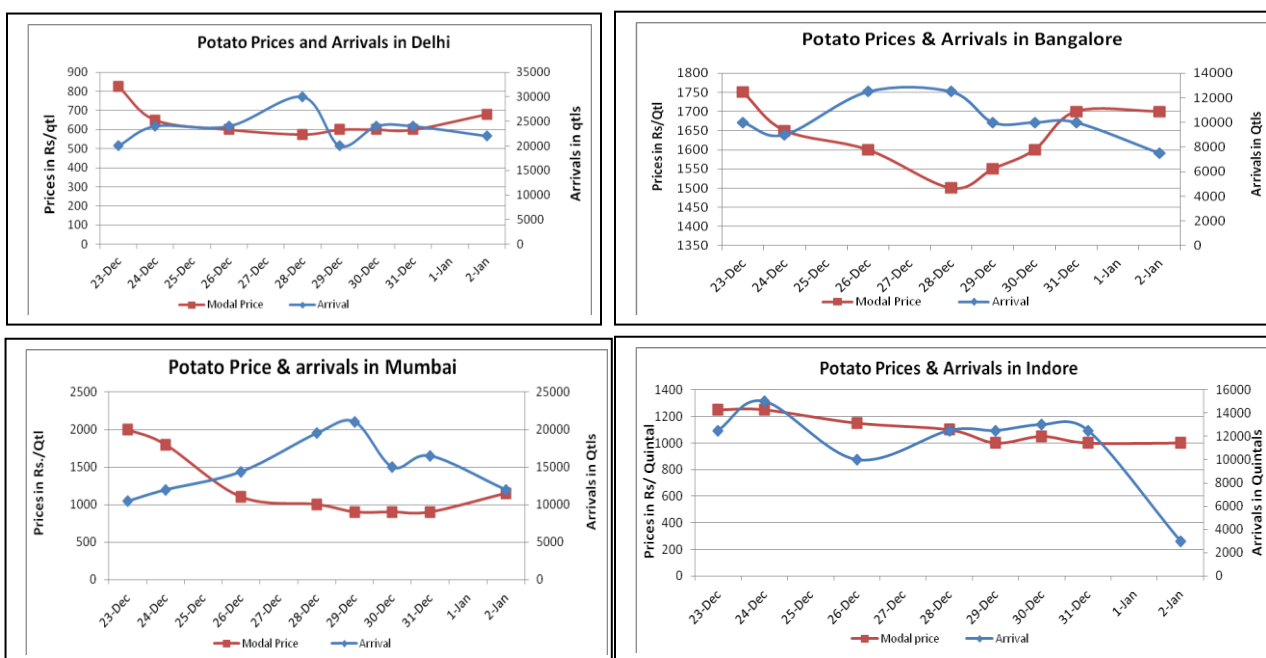 Potato Prices and Arrivals in Delhi
Prices in Rs/qtl
900
800
700
600
500
400
300
200
100
0
35000
30000
25000
20000
15000
10000
5000
0
Arrivals in qtls
23-Dec
24-Dec
25-Dec
26-Dec
27-Dec
28-Dec
29-Dec
30-Dec
31-Dec
1-Jan
2-Jan
Modal Price
Arrival
Potato Prices & Arrivals in Bangalore
Prices in Rs/Qtl
1800
1750
1700
1650
1600
1550
1500
1450
1400
1350
14000
12000
10000
8000
6000
4000
2000
0
Arrivals in Qtls
23-Dec
24-Dec
25-Dec
26-Dec
27-Dec
28-Dec
29-Dec
30-Dec
31-Dec
1-Jan
2-Jan
Modal Price
Arrival
Potato Price & arrivals in Mumbai
Prices in Rs./Qtl
2500
2000
1500
1000
500
0
25000
20000
15000
10000
5000
0
Arrivals in Qtls
23-Dec
24-Dec
25-Dec
26-Dec
27-Dec
28-Dec
29-Dec
30-Dec
31-Dec
1-Jan
2-Jan
Modal Price
Arrival
Potato Prices & Arrivals in Indore
Prices in Rs/ Quintal
1400
1200
1000
800
600
400
200
0
16000
14000
12000
10000
8000
6000
4000
2000
0
Arrivals in Quintals
23-Dec
24-Dec
25-Dec
26-Dec
27-Dec
28-Dec
29-Dec
30-Dec
31-Dec
1-Jan
2-Jan
Modal price
Arrival